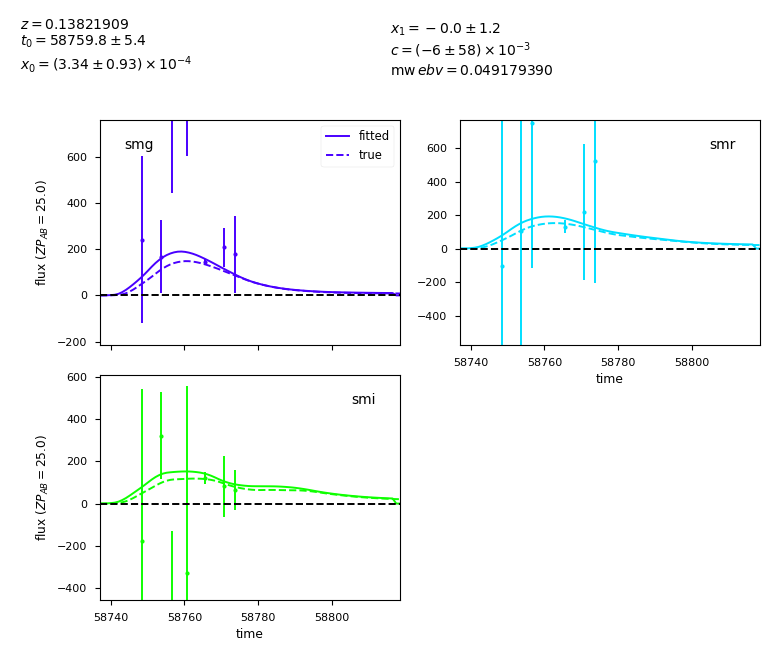 z = 0.13821909
t0 = 58759.8 ± 5.4
x0 = (3.34 ± 0.93) × 10^−4
x1 = −0.0 ± 1.2
c = (−6 ± 58) × 10^−3
mw ebv = 0.049179390
smg
fitted
true
flux (ZP_AB = 25.0)
600
400
200
0
−200
smr
600
400
200
0
−200
−400
58740 58760 58780 58800
time
smi
flux (ZP_AB = 25.0)
600
400
200
0
−200
−400
58740 58760 58780 58800
time